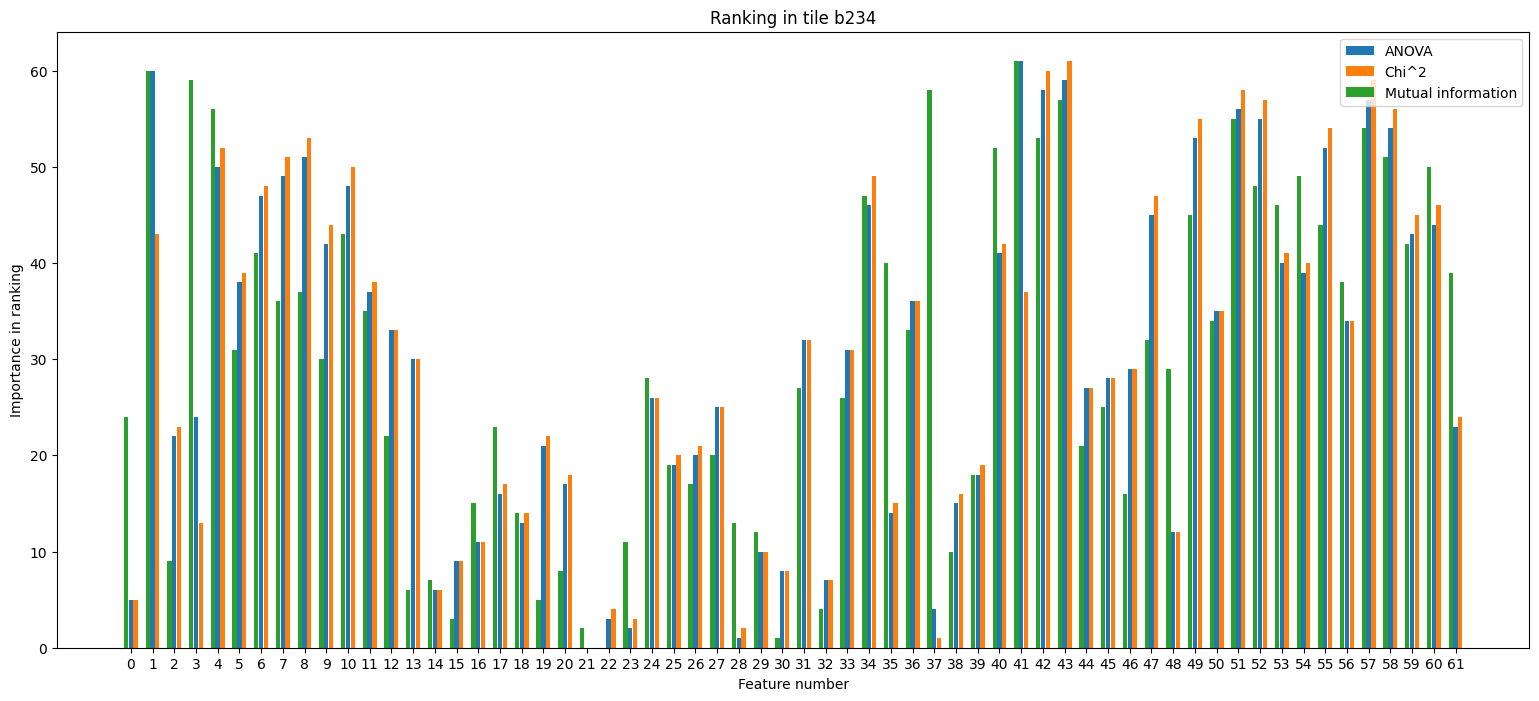 Ranking in tile b234
ANOVA
Chi^2
Mutual information
Importance in ranking
60
50
40
30
20
10
0
0 1 2 3 4 5 6 7 8 9 10 11 12 13 14 15 16 17 18 19 20 21 22 23 24 25 26 27 28 29 30 31 32 33 34 35 36 37 38 39 40 41 42 43 44 45 46 47 48 49 50 51 52 53 54 55 56 57 58 59 60 61
Feature number